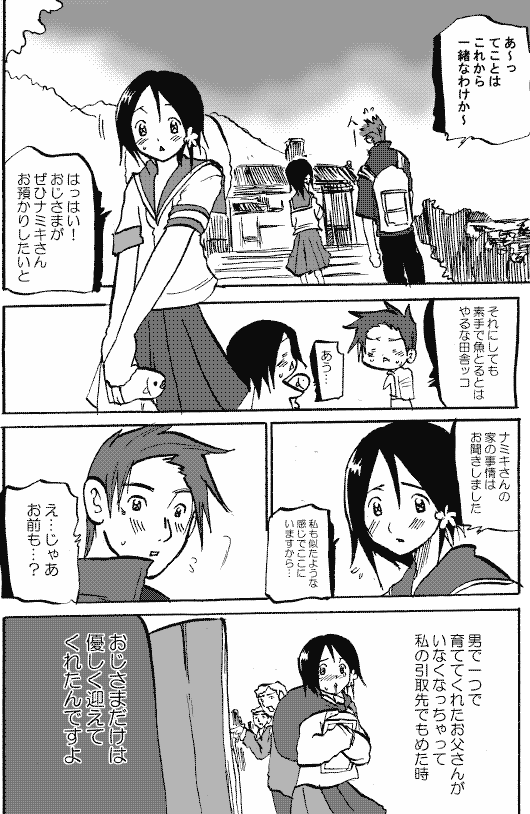 あ〜っ
てことは
これから
一緒なわけか〜
はっはい！
おじさまが
ぜひナミキさん
お預かりしたいと
それにしても
素手で魚とるとは
やるな田舎ッコ
あう…
ナミキさんの
家の事情は
お聞きしました
私も似たような
感じでここに
いますから…
え…じゃあ
お前も…？
男で一つで
育ててくれたお父さんが
いなくなっちゃって
私の引取先でもめた時
おじさまだけは
優しく迎えて
くれたんですよ